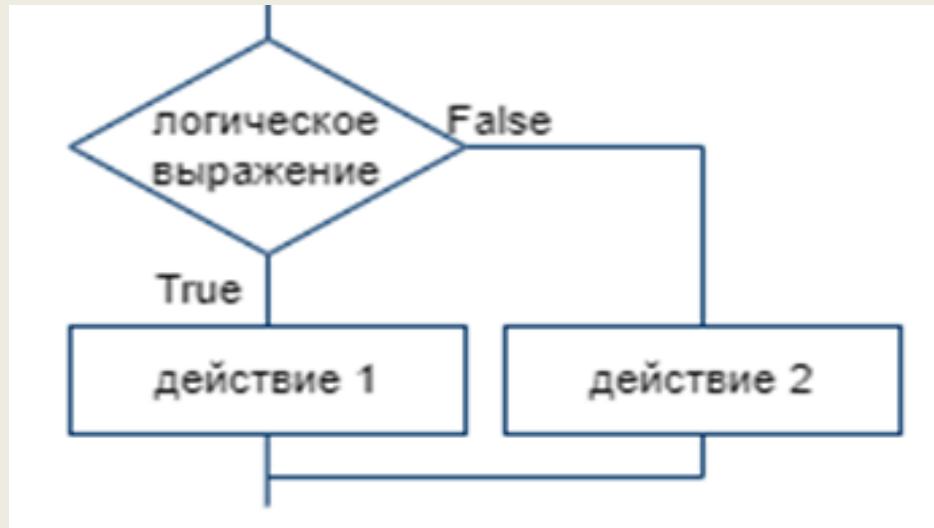 логическое
выражение
False
True
действие 1
действие 2